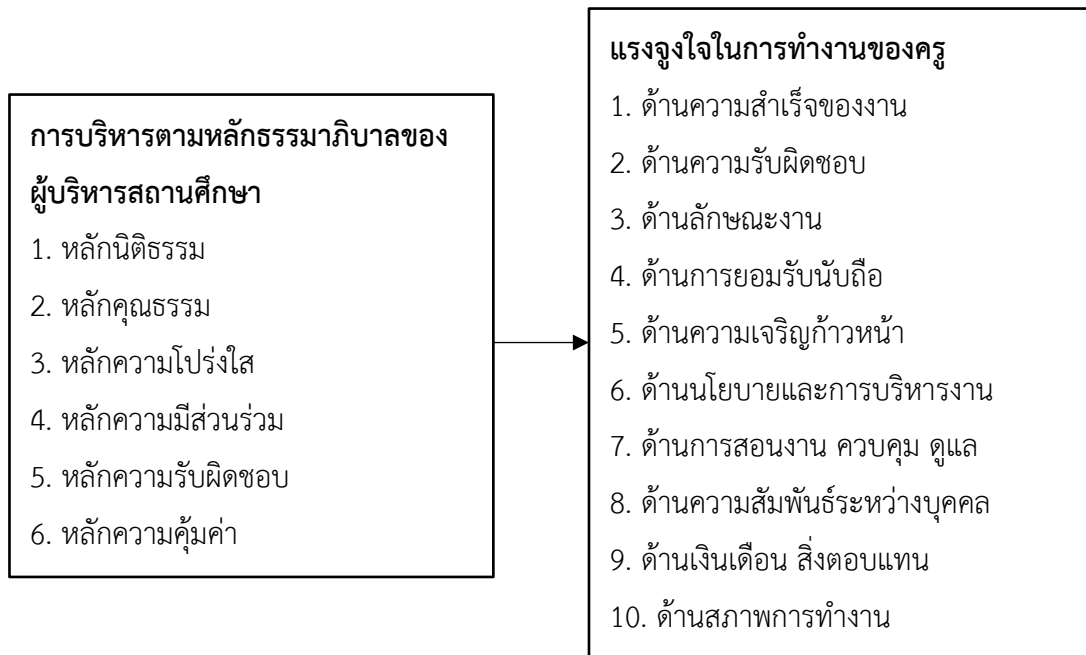 การบริหารตามหลักธรรมาภิบาลของ
ผู้บริหารสถานศึกษา
1. หลักนิติธรรม
2. หลักคุณธรรม
3. หลักความโปร่งใส
4. หลักความมีส่วนร่วม
5. หลักความรับผิดชอบ
6. หลักความคุ้มค่า
แรงจูงใจในการทำงานของครู
1. ด้านความสำเร็จของงาน
2. ด้านความรับผิดชอบ
3. ด้านลักษณะงาน
4. ด้านการยอมรับนับถือ
5. ด้านความเจริญก้าวหน้า
6. ด้านนโยบายและการบริหารงาน
7. ด้านการสอนงาน ควบคุม ดูแล
8. ด้านความสัมพันธ์ระหว่างบุคคล
9. ด้านเงินเดือน สิ่งตอบแทน
10. ด้านสภาพการทำงาน